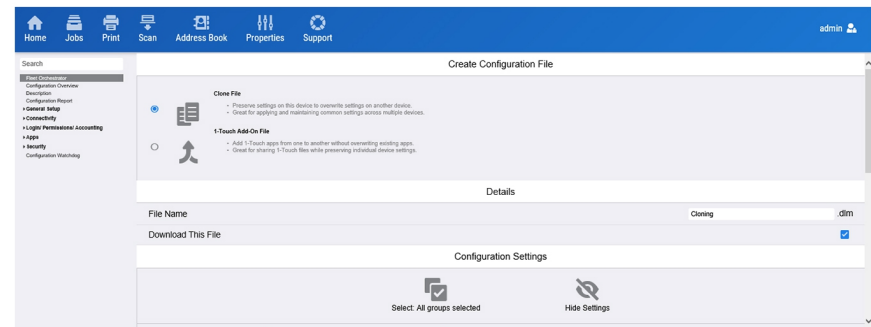 Home Jobs Print Scan Address Book Properties Support admin
Search
Fleet Orchestrator
Configuration Overview
Description
Configuration Report
General Setup
Connectivity
Login/ Permissions/ Accounting
Apps
Security
Configuration Watchdog
Create Configuration File
Clone File
- Preserve settings on this device to overwrite settings on another device.
- Great for applying and maintaining common settings across multiple devices.
1-Touch Add-On File
- Add 1-Touch apps from one to another without overwriting existing apps.
- Great for sharing 1-Touch files while preserving individual device settings.
Details
File Name Cloning .dlm
Download This File
Configuration Settings
Select: All groups selected Hide Settings